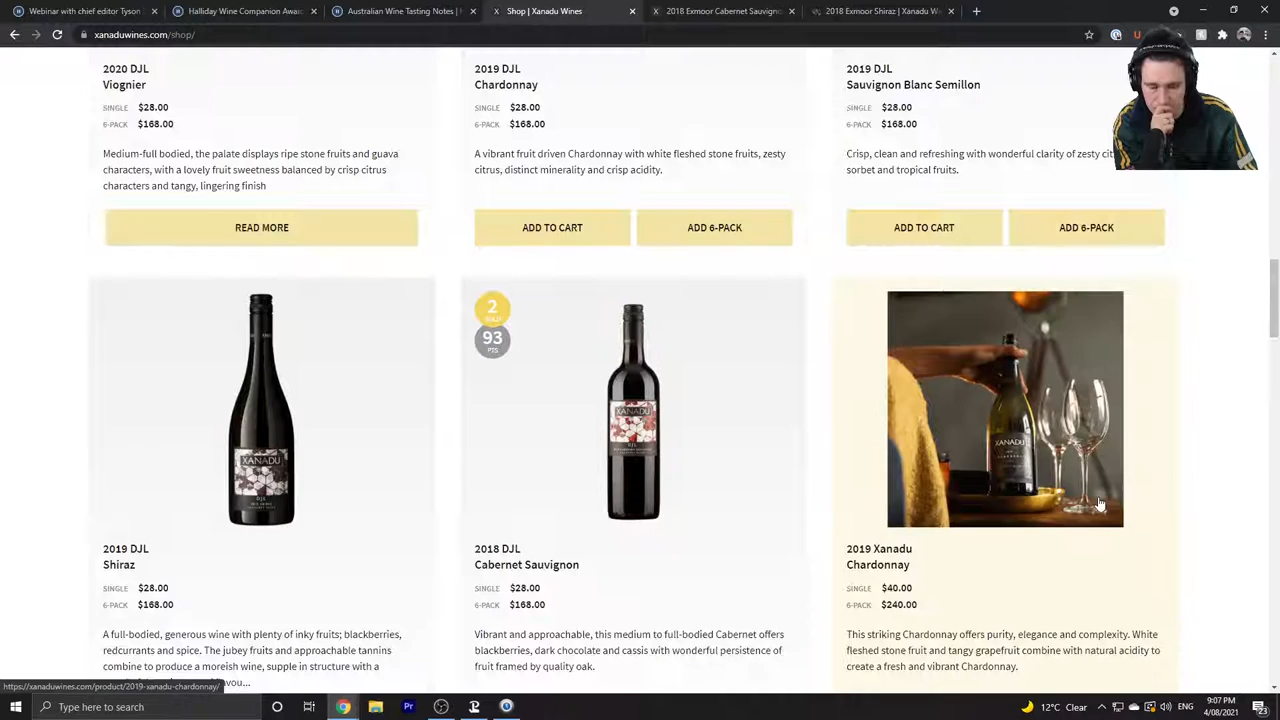 Webinar with chief editor Tyson
Halliday Wine Companion Awar
Australian Wine Tasting Notes |
Shop | Xanadu Wines
2018 Exmoor Cabernet Sauvigno
2018 Exmoor Shiraz | Xanadu W
xanaduwines.com/shop/
2020 DJL
Viognier
SINGLE $28.00
6-PACK $168.00
Medium-full bodied, the palate displays ripe stone fruits and guava
characters, with a lovely fruit sweetness balanced by crisp citrus
characters and tangy, lingering finish
READ MORE
2019 DJL
Chardonnay
SINGLE $28.00
6-PACK $168.00
A vibrant fruit driven Chardonnay with white fleshed stone fruits, zesty
citrus, distinct minerality and crisp acidity.
ADD TO CART
ADD 6-PACK
2019 DJL
Sauvignon Blanc Semillon
SINGLE $28.00
6-PACK $168.00
Crisp, clean and refreshing with wonderful clarity of zesty
sorbet and tropical fruits.
ADD TO CART
ADD 6-PACK
XANADU
DJL
2019 DJL
Shiraz
SINGLE $28.00
6-PACK $168.00
A full-bodied, generous wine with plenty of inky fruits; blackberries,
redcurrants and spice. The jubey fruits and approachable tannins
combine to produce a moreish wine, supple in structure with a
2
93
PTS
XANADU
DJL
2018 DJL
Cabernet Sauvignon
SINGLE $28.00
6-PACK $168.00
Vibrant and approachable, this medium to full-bodied Cabernet offers
blackberries, dark chocolate and cassis with wonderful persistence of
fruit framed by quality oak.
XANADU
2019 Xanadu
Chardonnay
SINGLE $40.00
6-PACK $240.00
This striking Chardonnay offers purity, elegance and complexity. White
fleshed stone fruit and tangy grapefruit combine with natural acidity to
create a fresh and vibrant Chardonnay.
https://xanaduwines.com/product/2019-xanadu-chardonnay/
Type here to search
12°C Clear
9:07 PM
4/08/2021